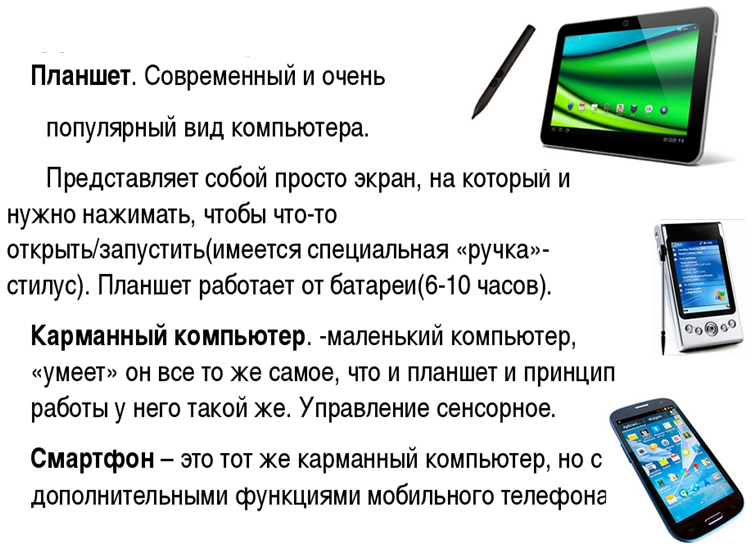 Планшет. Современный и очень
популярный вид компьютера.
Представляет собой просто экран, на который и
нужно нажимать, чтобы что-то
открыть/запустить(имеется специальная «ручка»-
стилус). Планшет работает от батареи(6-10 часов).
Карманный компьютер. -маленький компьютер,
«умеет» он все то же самое, что и планшет и принцип
работы у него такой же. Управление сенсорное.
Смартфон – это тот же карманный компьютер, но с
дополнительными функциями мобильного телефона